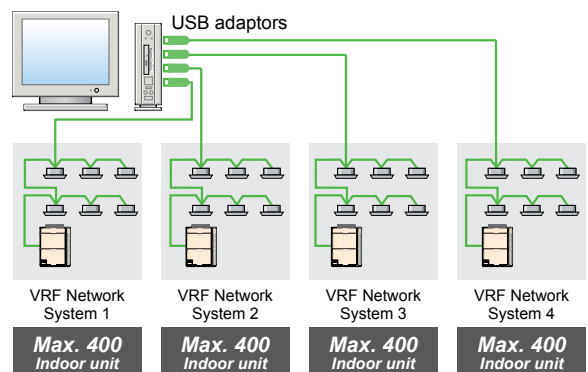 USB adaptors
VRF Network
System 1
VRF Network
System 2
VRF Network
System 3
VRF Network
System 4
Max. 400
Indoor unit
Max. 400
Indoor unit
Max. 400
Indoor unit
Max. 400
Indoor unit